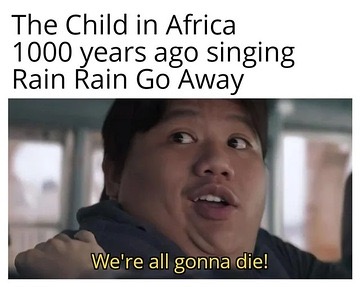 The Child in Africa
1000 years ago singing
Rain Rain Go Away
We're all gonna die!